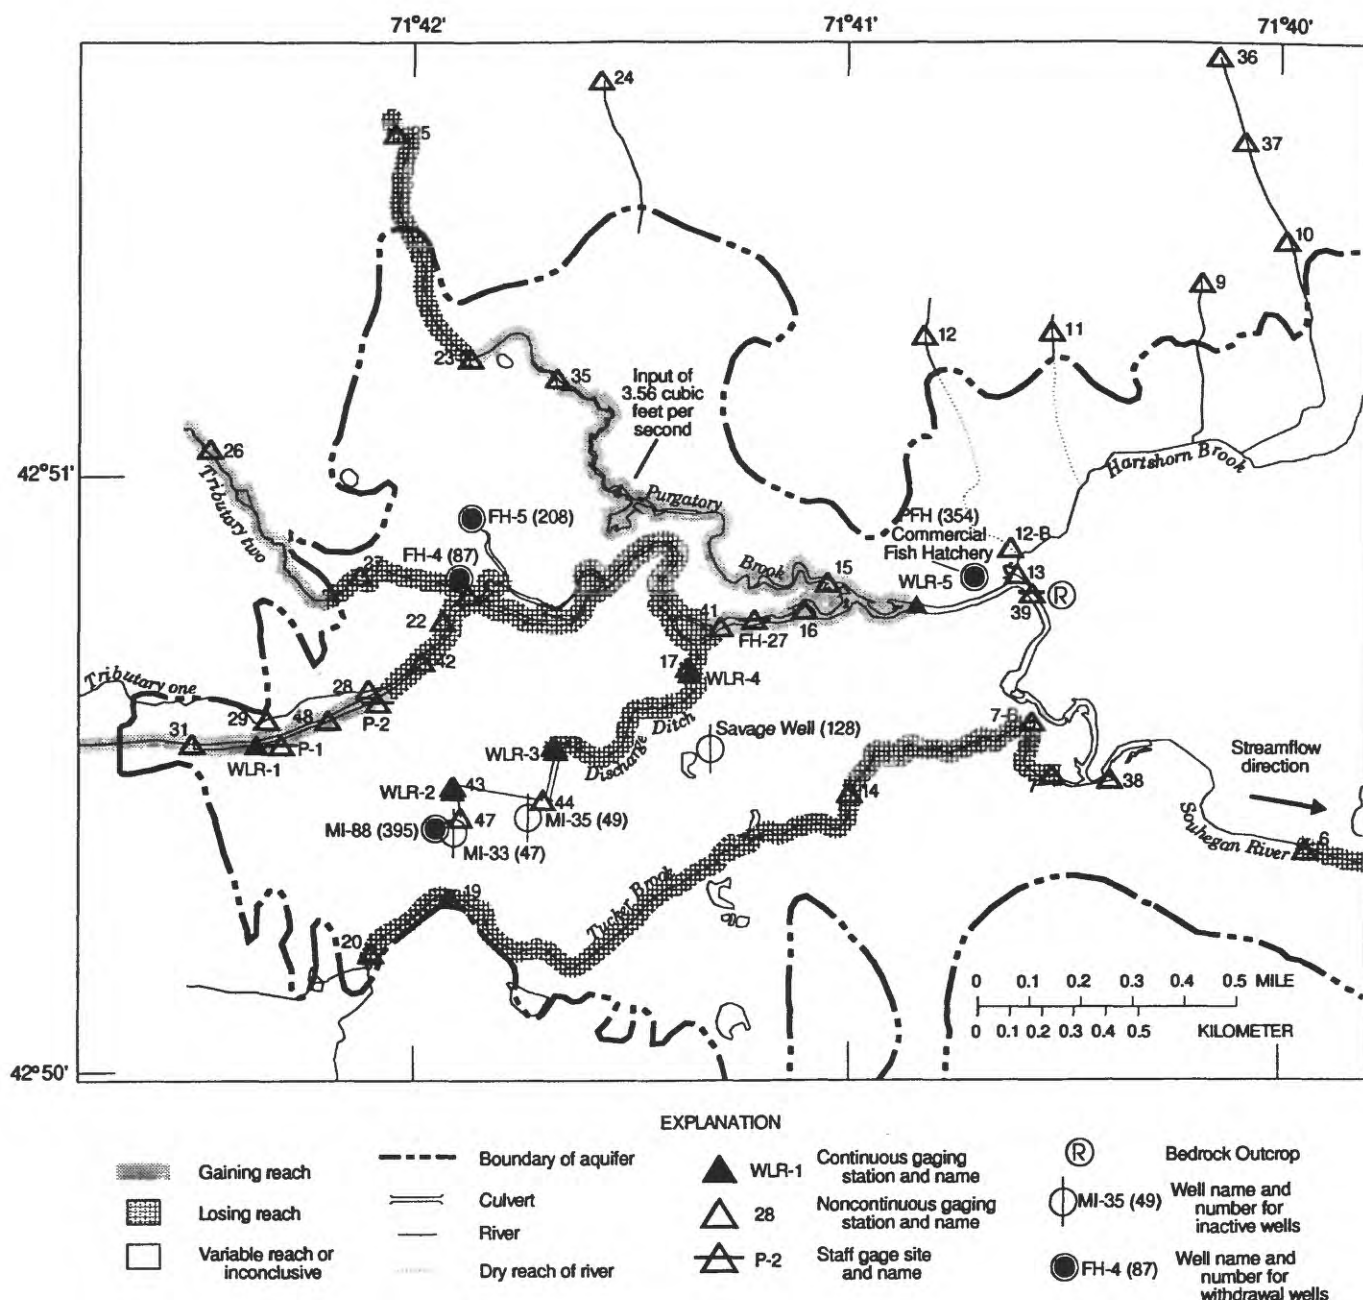 71°42'
71°41'
71°40'
36
24
37
25
10
9
12
11
23
35
Input of
3.56 cubic
feet per
second
26
42°51'
Hartshorn Brook
Tributary two
Purgatory
FH-5 (208)
PFH (354)
Commercial
Fish Hatchery
12-B
FH-4 (87)
27
Brook
15
WLR-5
13
39
R
22
41
FH-27
16
42
17
WLR-4
Tributary one
28
29
48
P-2
7-B
31
P-1
WLR-1
Ditch
Discharge
Savage Well (128)
WLR-3
Streamflow
direction
WLR-2
43
44
14
38
47
MI-35 (49)
MI-88 (395)
MI-33 (47)
Souhegan River
6
Tucker Brook
19
20
0 0.1 0.2 0.3 0.4 0.5 MILE
0 0.1 0.2 0.3 0.4 0.5 KILOMETER
42°50'
EXPLANATION
Gaining reach
Losing reach
Variable reach or
inconclusive
Boundary of aquifer
Culvert
River
Dry reach of river
WLR-1
Continuous gaging
station and name
28
Noncontinuous gaging
station and name
P-2
Staff gage site
and name
R
Bedrock Outcrop
MI-35 (49)
Well name and
number for
inactive wells
FH-4 (87)
Well name and
number for
withdrawal wells